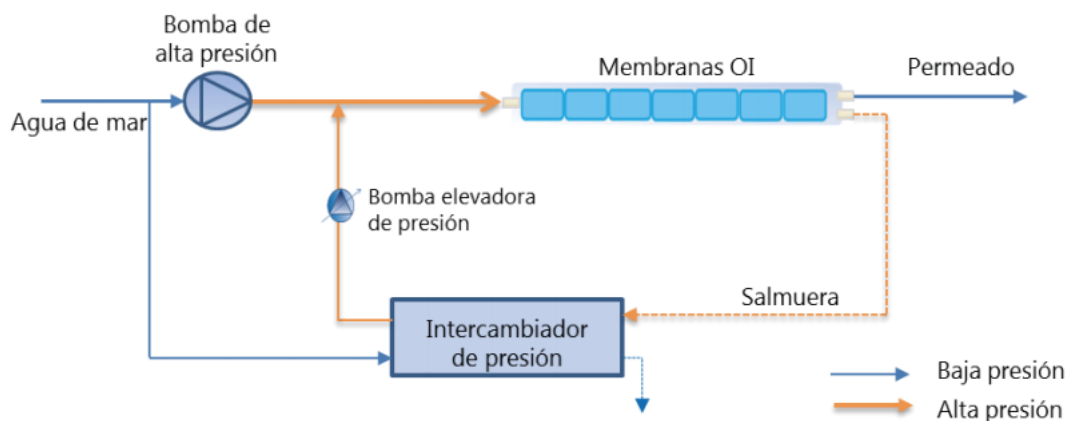 Bomba de
alta presión
Agua de mar
Membranas OI
Permeado
Bomba elevadora
de presión
Salmuera
Intercambiador
de presión
Baja presión
Alta presión